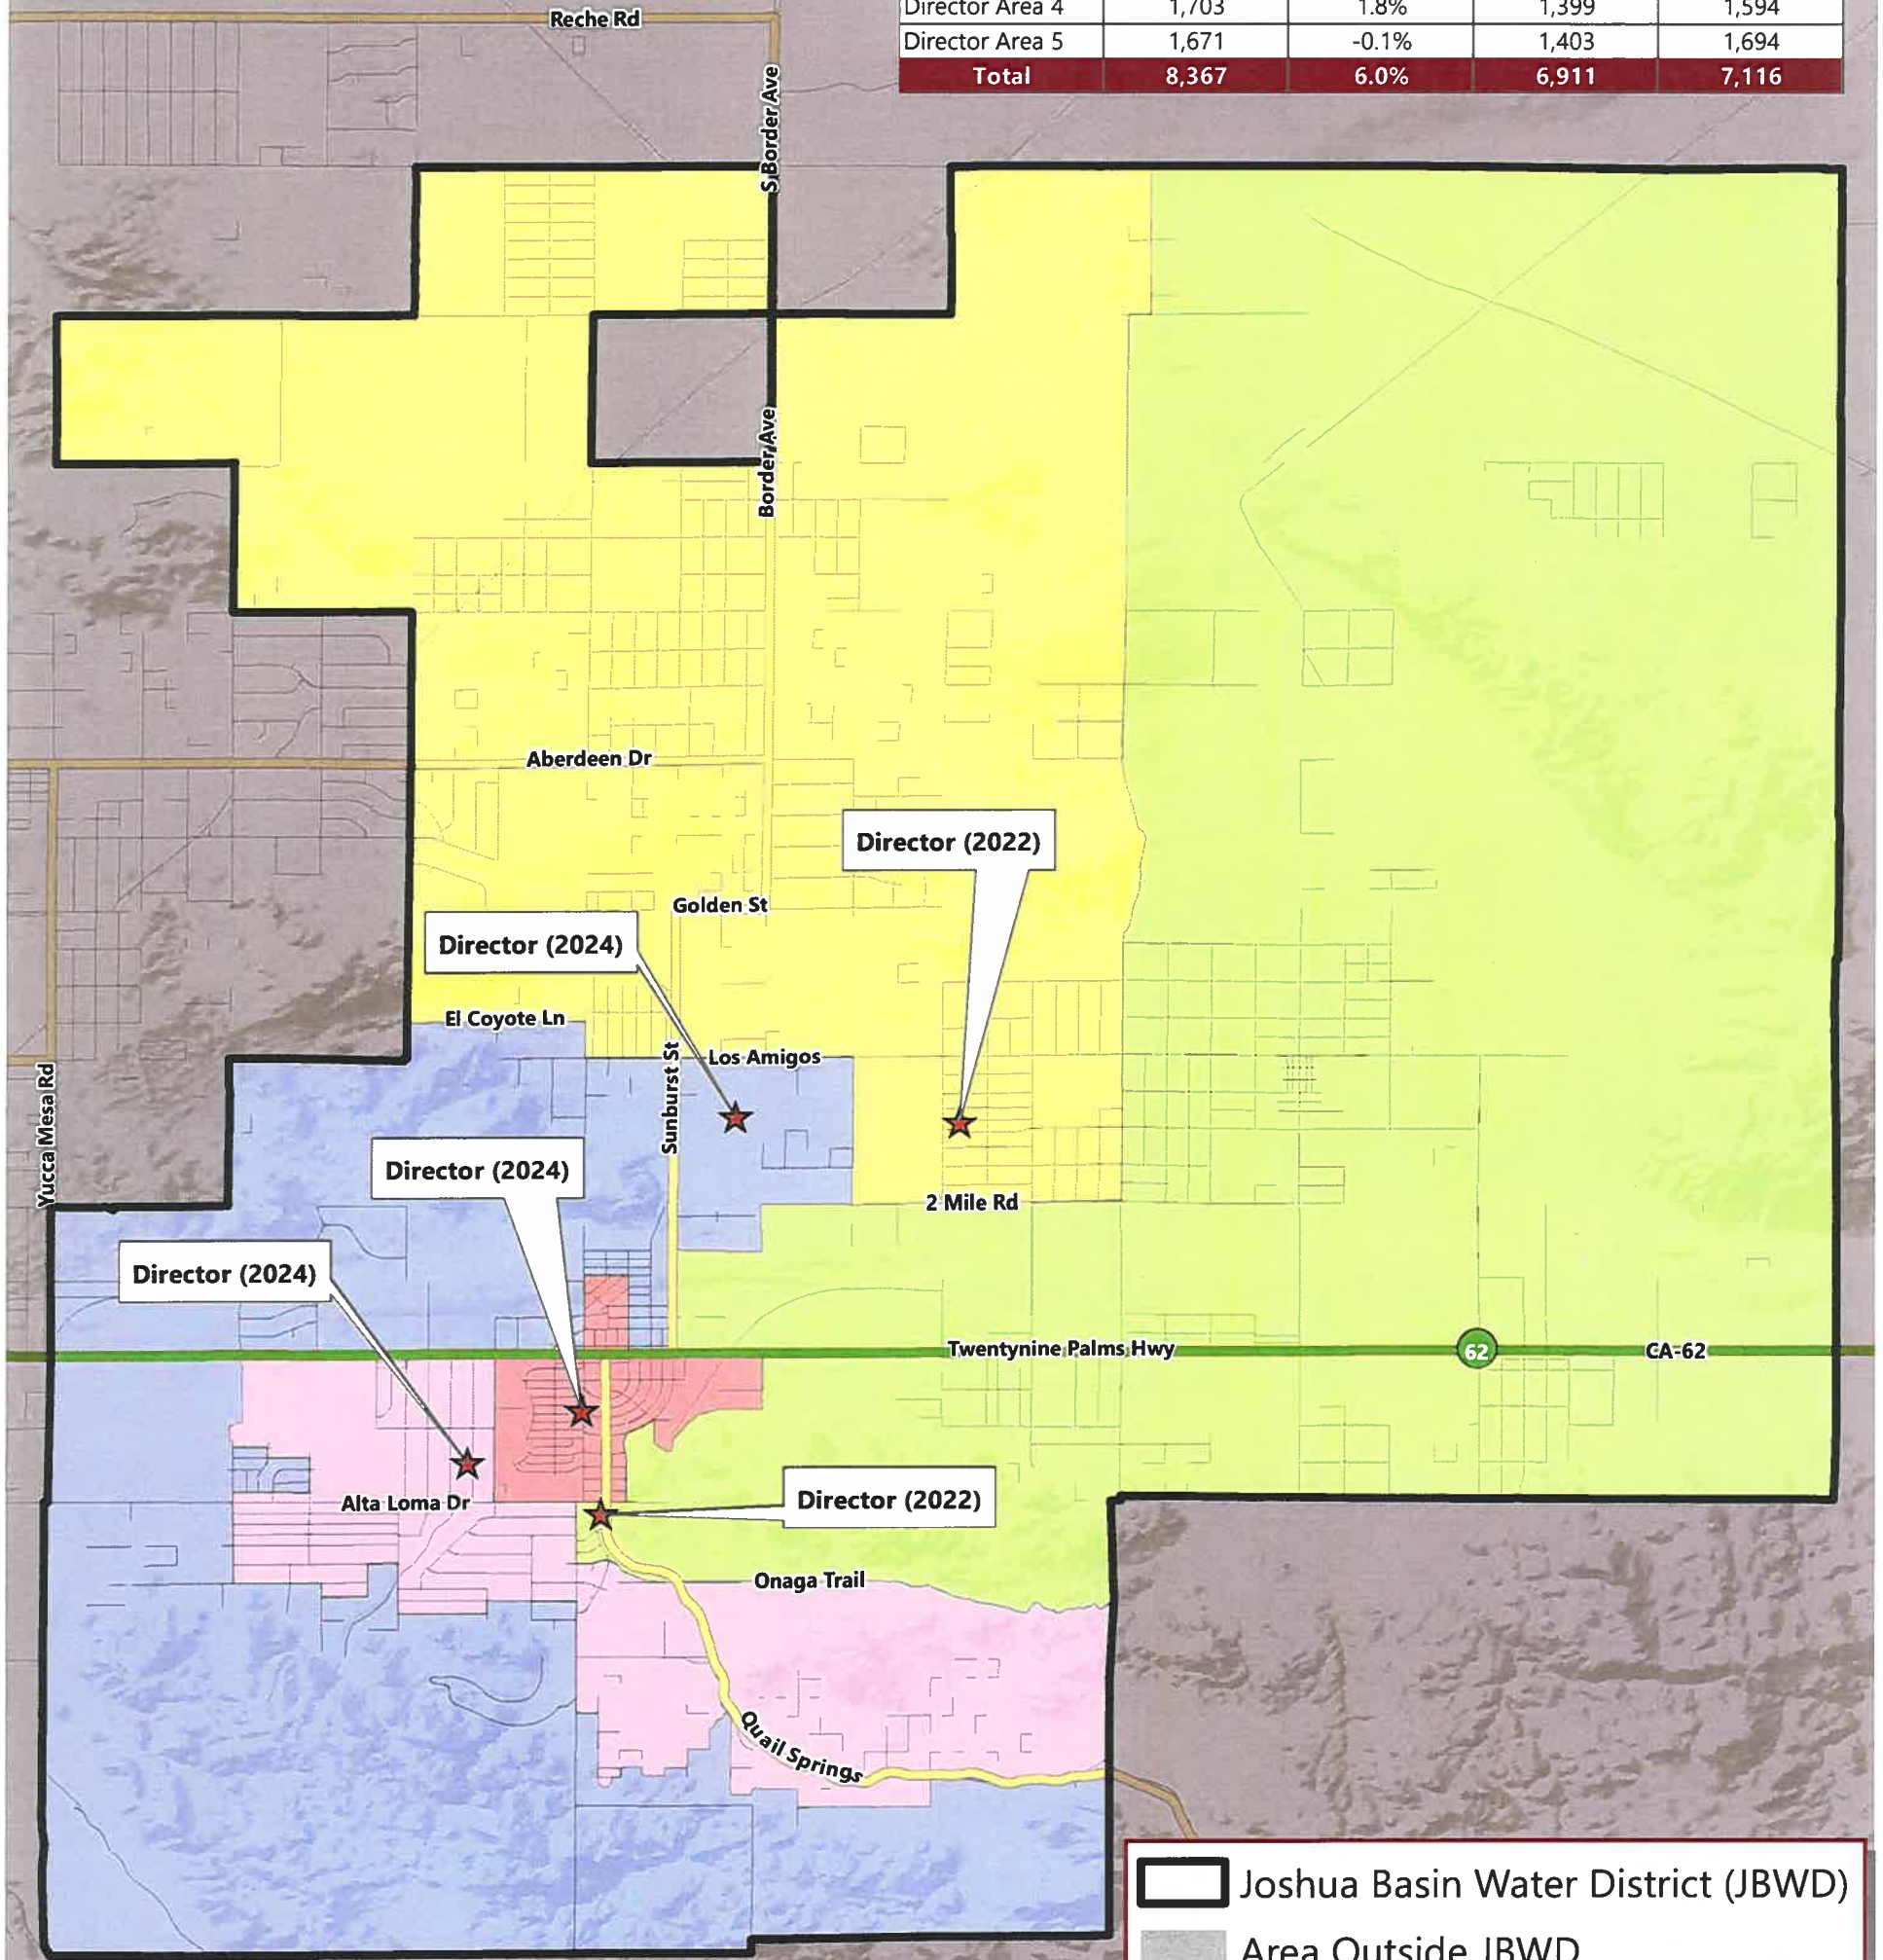 Director Area 4 1,703 1.8% 1,399 1,594
Director Area 5 1,671 -0.1% 1,403 1,694
Total 8,367 6.0% 6,911 7,116
Reche Rd
S Border Ave
Border Ave
Aberdeen Dr
Director (2022)
Golden St
Director (2024)
El Coyote Ln
Los Amigos
Sunburst St
Yucca Mesa Rd
Director (2024)
2 Mile Rd
Director (2024)
Twentynine Palms Hwy
62
CA-62
Alta Loma Dr
Director (2022)
Onaga Trail
Quail Springs
Joshua Basin Water District (JBWD)
Area Outside JBWD